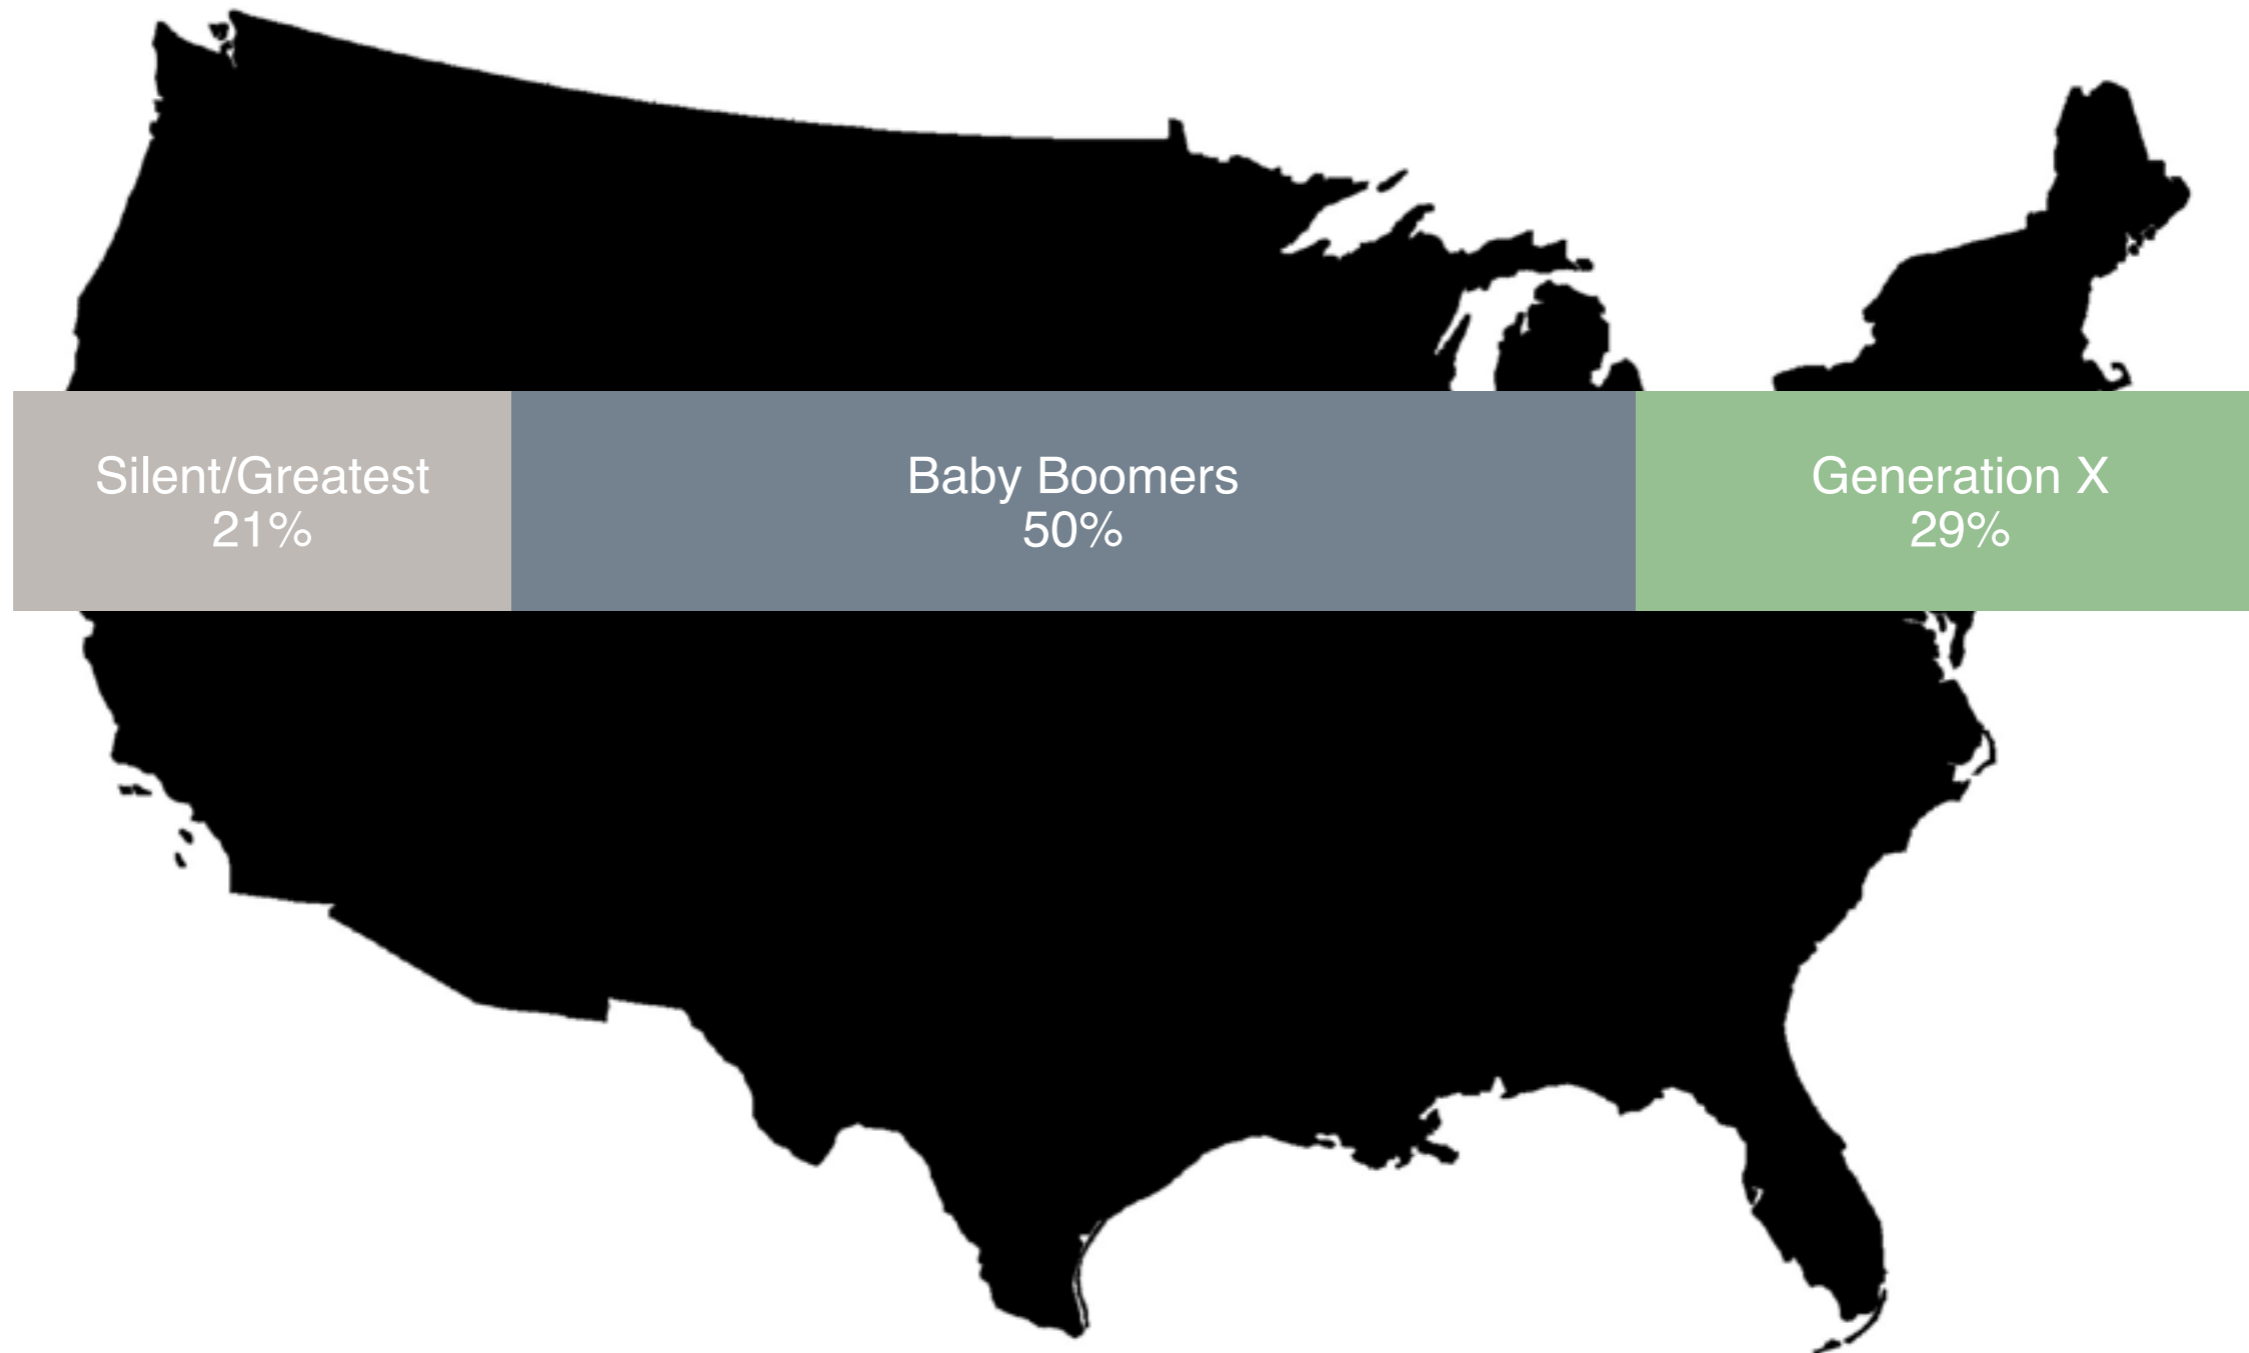 Silent/Greatest
21%
Baby Boomers
50%
Generation X
29%